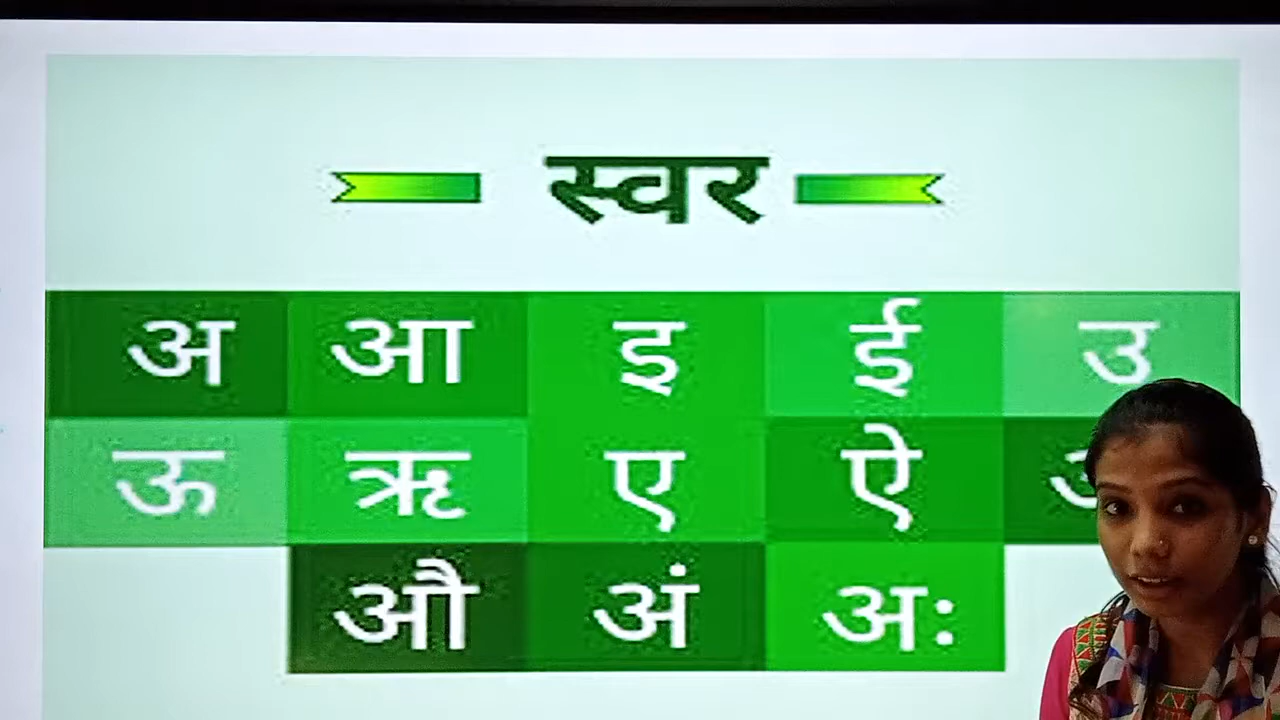 स्वर
अ आ इ ई उ
ऊ ऋ ए ऐ
औ अं अः